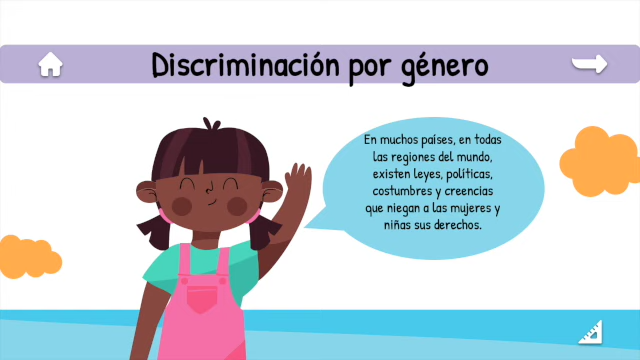 Discriminación por género
En muchos países, en todas
las regiones del mundo,
existen leyes, políticas,
costumbres y creencias
que niegan a las mujeres y
niñas sus derechos.